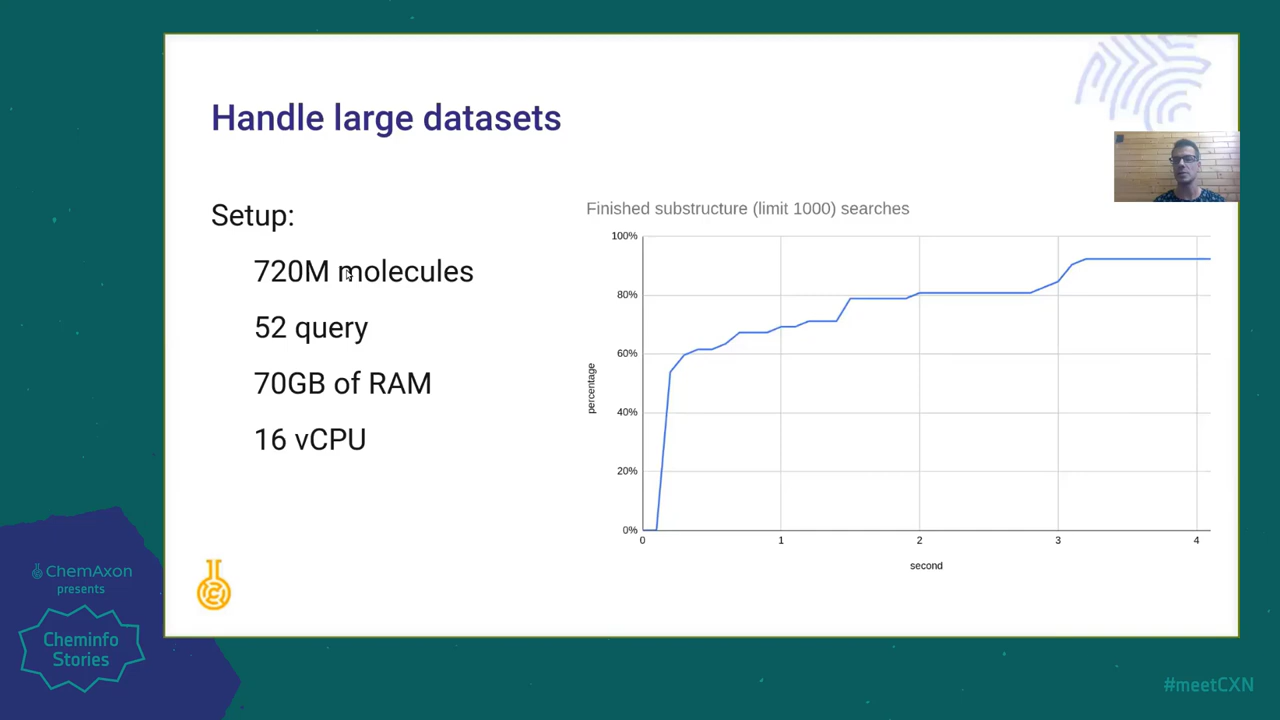 Handle large datasets
Setup:
720M molecules
52 query
70GB of RAM
16 vCPU
Finished substructure (limit 1000) searches
100%
80%
60%
40%
20%
0%
percentage
0
1
2
3
4
second
ChemAxon
presents
Cheminfo
Stories
#meetCXN